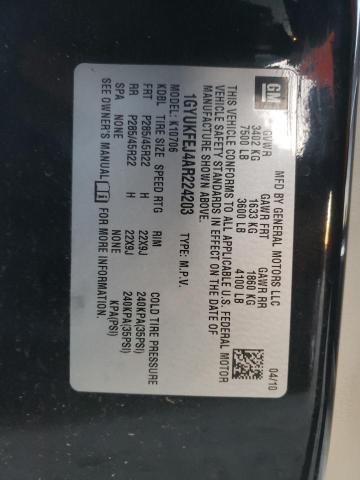 GM
MFD BY GENERAL MOTORS LLC
04/10
GVWR GAWR FRT GAWR RR
3402 KG 1633 KG 1860 KG
7500 LB 3600 LB 4100 LB
THIS VEHICLE CONFORMS TO ALL APPLICABLE U.S. FEDERAL MOTOR
VEHICLE SAFETY STANDARDS IN EFFECT ON THE DATE OF
MANUFACTURE SHOWN ABOVE.
1GYUKFEJ4AR224203 TYPE: M.P.V.
MODEL: K10706
KDBL TIRE SIZE SPEED RTG RIM COLD TIRE PRESSURE
FRT P285/45R22 H 22X9J 240KPA(35PSI)
RR P285/45R22 H 22X9J 240KPA(35PSI)
SPA NONE NONE KPA(PSI)
SEE OWNER'S MANUAL FOR MORE INFORMATION.